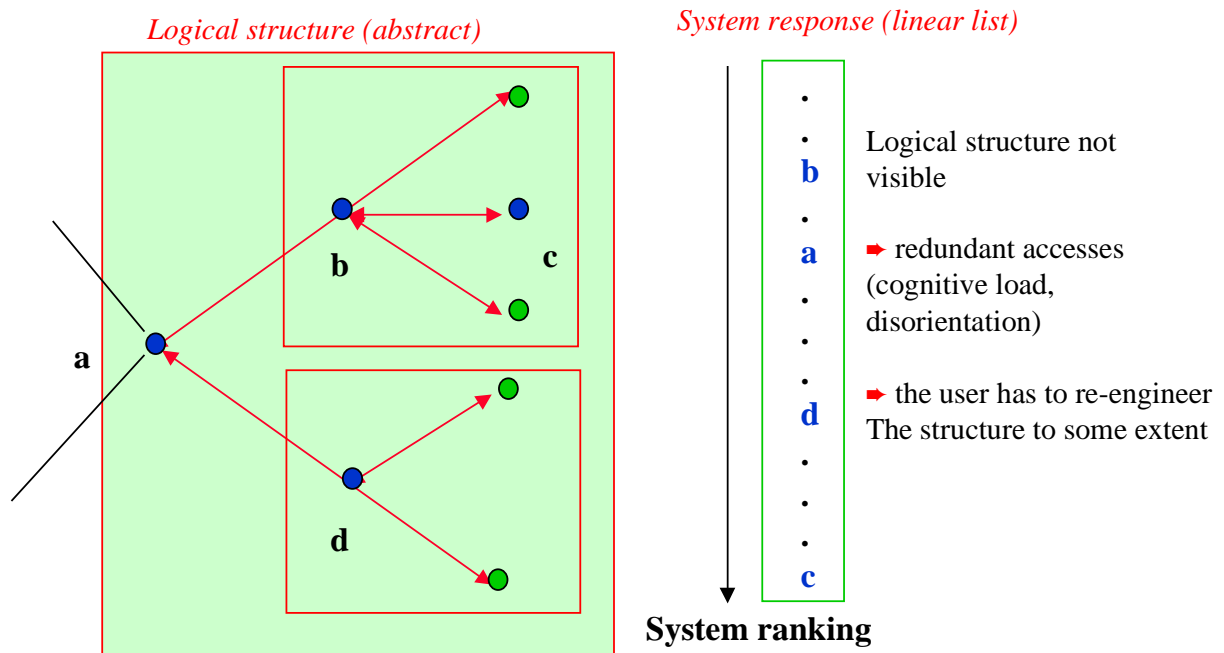 Logical structure (abstract)
System response (linear list)
b
c
a
d
b
a
d
c
Logical structure not
visible
➨ redundant accesses
(cognitive load,
disorientation)
➨ the user has to re-engineer
The structure to some extent
System ranking